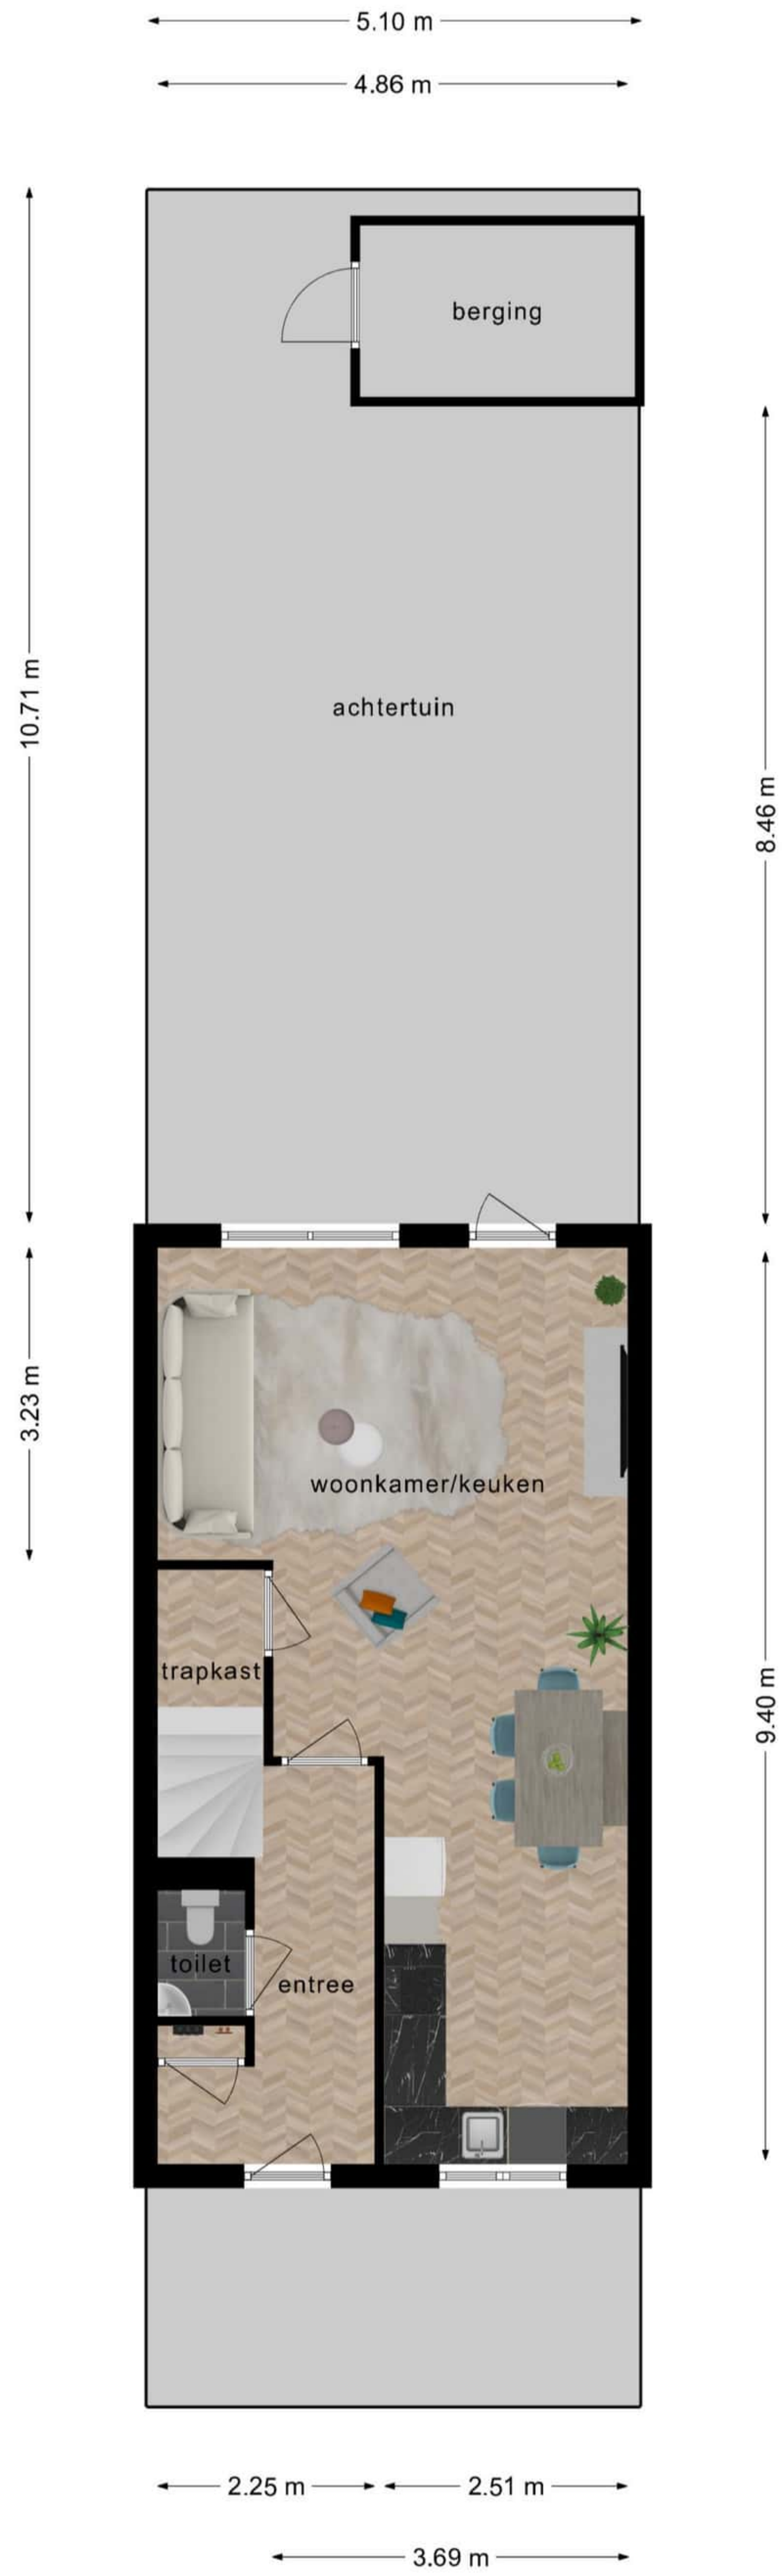 5.10 m
4.86 m
berging
10.71 m
achtertuin
8.46 m
3.23 m
woonkamer/keuken
trapkast
9.40 m
toilet
entree
2.25 m
2.51 m
3.69 m